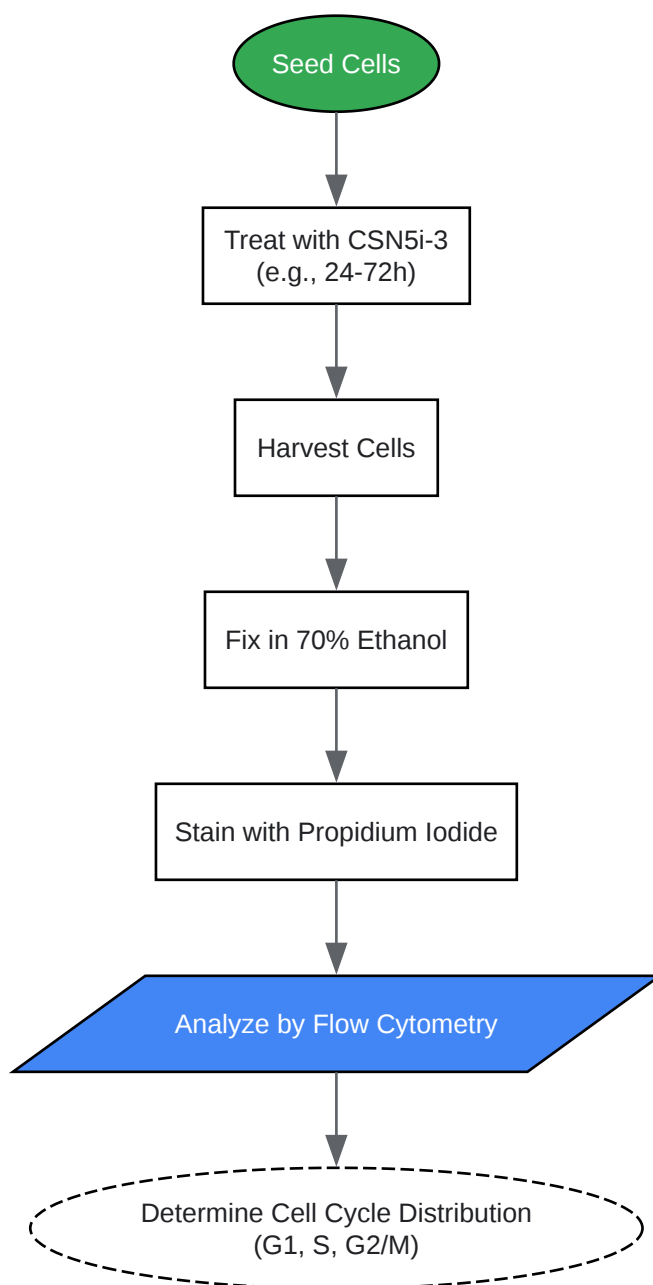 Seed Cells
Treat with CSN5i-3
(e.g., 24-72h)
Harvest Cells
Fix in 70% Ethanol
Stain with Propidium Iodide
Analyze by Flow Cytometry
Determine Cell Cycle Distribution
(G1, S, G2/M)